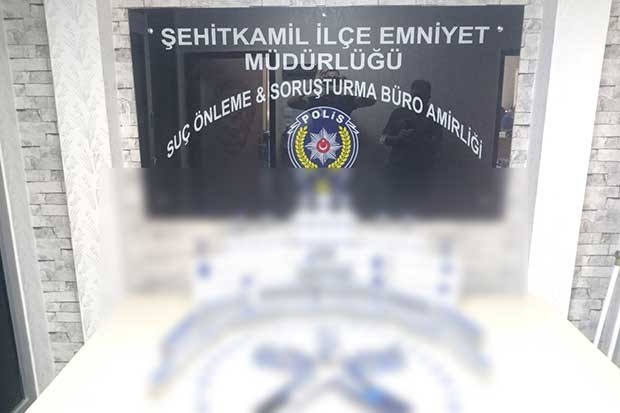 ŞEHİTKAMİL İLÇE EMNİYET
MÜDÜRLÜĞÜ
SUÇ ÖNLEME & SORUŞTURMA BÜRO AMİRLİĞİ
POLİS